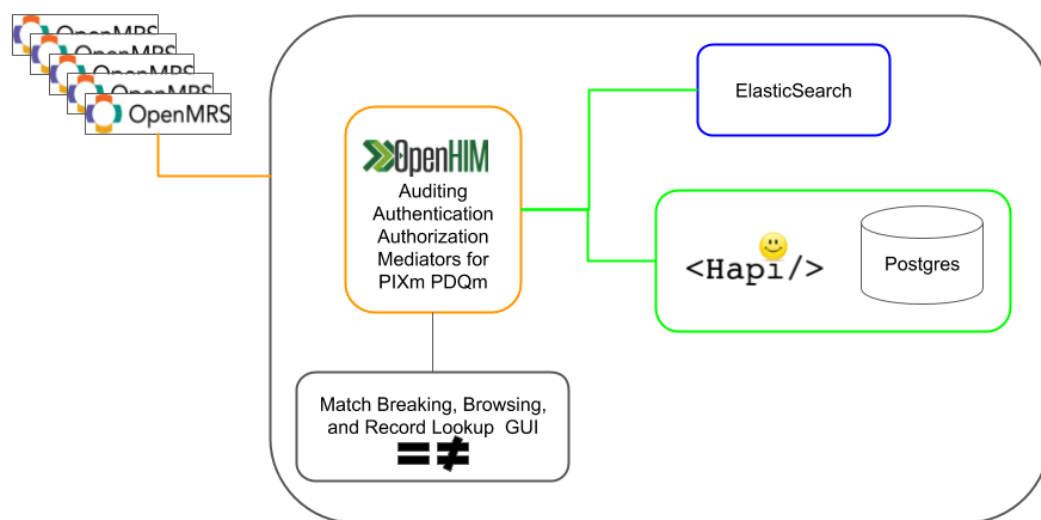 OpenMRS
OpenMRS
OpenMRS
OpenMRS
OpenMRS
OpenHIM
Auditing
Authentication
Authorization
Mediators for
PIXm PDQm
ElasticSearch
<Hapi/>
Postgres
Match Breaking, Browsing,
and Record Lookup GUI
= ≠